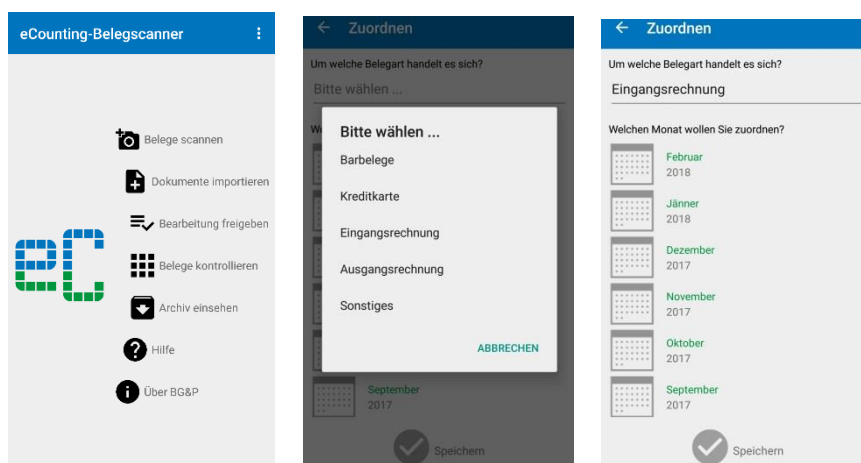 eCounting-Belegscanner
Belege scannen
Dokumente importieren
Bearbeitung freigeben
Belege kontrollieren
Archiv einsehen
Hilfe
Über BG&P
eC
Zuordnen
Um welche Belegart handelt es sich?
Bitte wählen ...
Bitte wählen ...
Barbelege
Kreditkarte
Eingangsrechnung
Ausgangsrechnung
Sonstiges
ABBRECHEN
September
2017
Speichern
Zuordnen
Um welche Belegart handelt es sich?
Eingangsrechnung
Welchen Monat wollen Sie zuordnen?
Februar
2018
Jänner
2018
Dezember
2017
November
2017
Oktober
2017
September
2017
Speichern